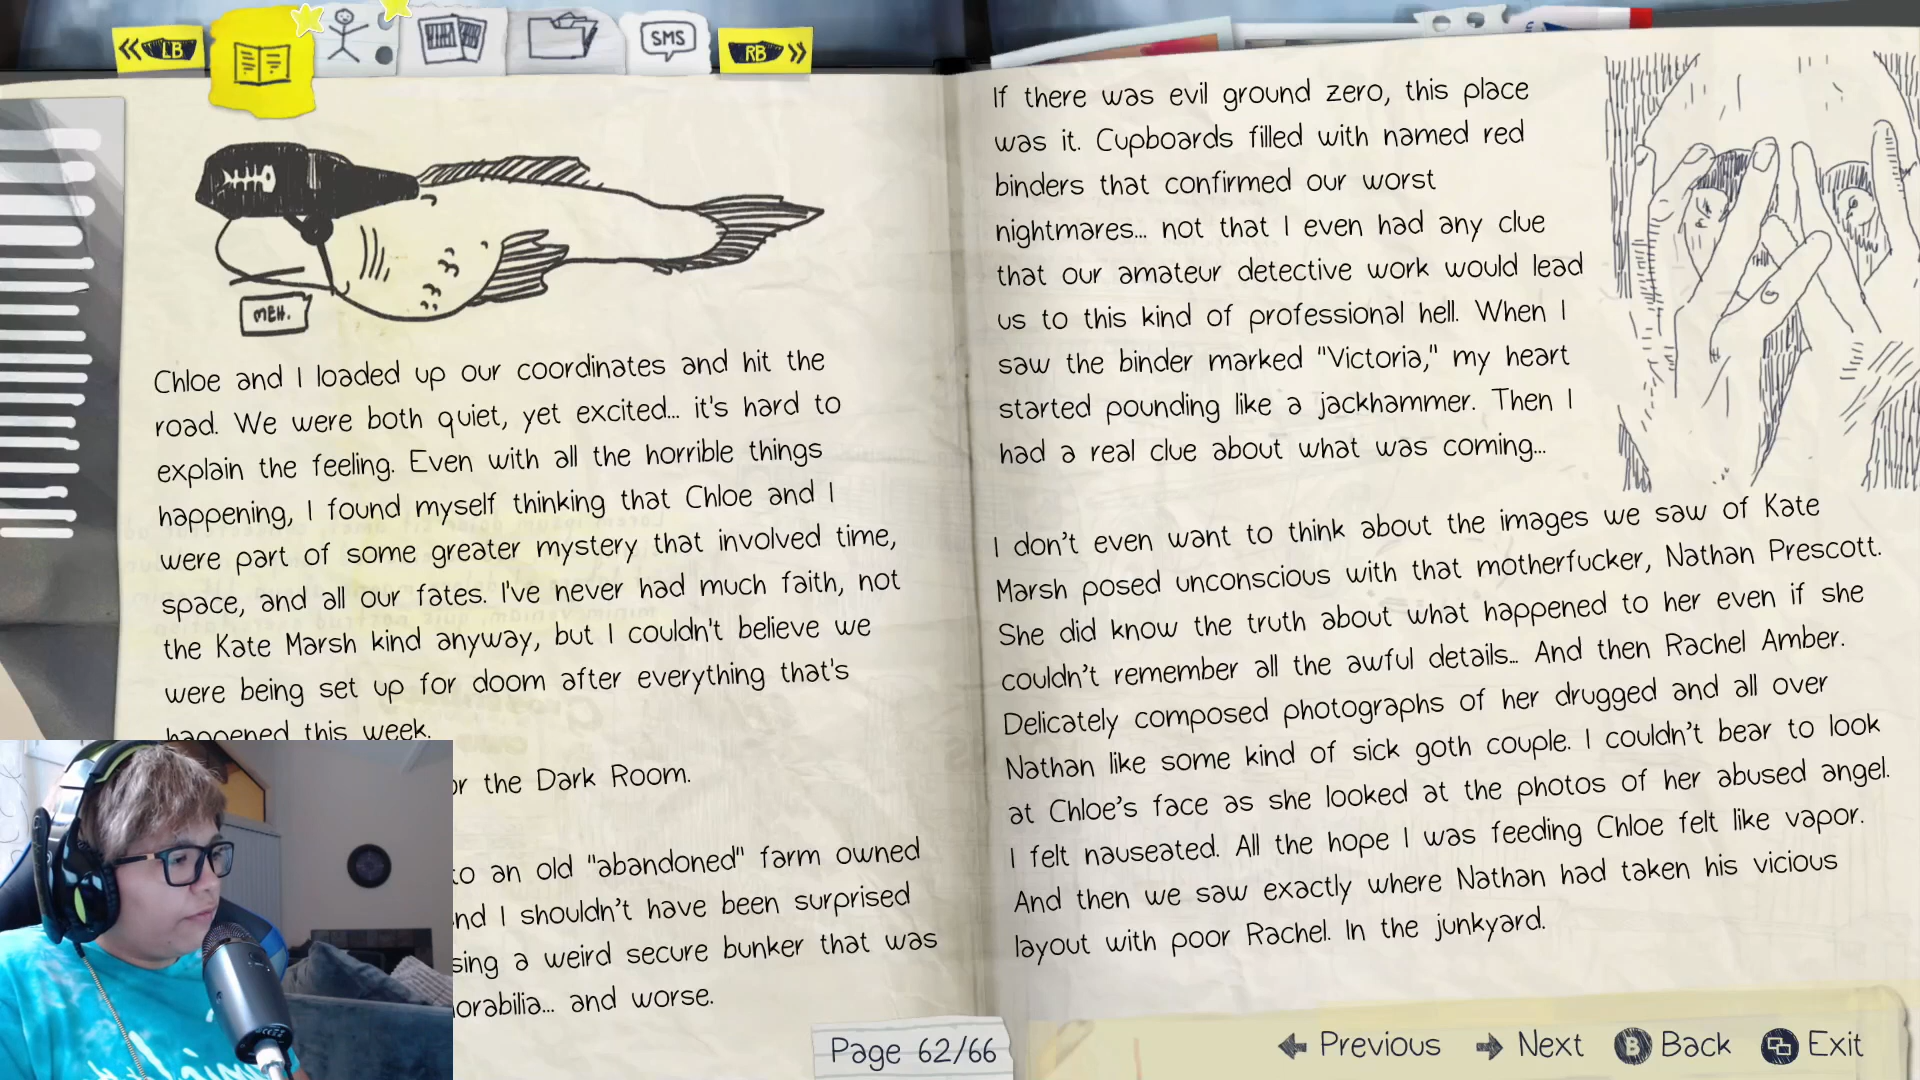 LB
SMS
RB
MEH.
Chloe and I loaded up our coordinates and hit the
road. We were both quiet, yet excited... it's hard to
explain the feeling. Even with all the horrible things
happening, I found myself thinking that Chloe and I
were part of some greater mystery that involved time,
space, and all our fates. I've never had much faith, not
the Kate Marsh kind anyway, but I couldn't believe we
were being set up for doom after everything that's
happened this week.
or the Dark Room.
to an old "abandoned" farm owned
nd I shouldn't have been surprised
sing a weird secure bunker that was
orabilia... and worse.
If there was evil ground zero, this place
was it. Cupboards filled with named red
binders that confirmed our worst
nightmares... not that I even had any clue
that our amateur detective work would lead
us to this kind of professional hell. When I
saw the binder marked "Victoria," my heart
started pounding like a jackhammer. Then I
had a real clue about what was coming...
I don't even want to think about the images we saw of Kate
Marsh posed unconscious with that motherfucker, Nathan Prescott.
She did know the truth about what happened to her even if she
couldn't remember all the awful details... And then Rachel Amber.
Delicately composed photographs of her drugged and all over
Nathan like some kind of sick goth couple. I couldn't bear to look
at Chloe's face as she looked at the photos of her abused angel.
I felt nauseated. All the hope I was feeding Chloe felt like vapor.
And then we saw exactly where Nathan had taken his vicious
layout with poor Rachel. In the junkyard.
Page 62/66
Previous
Next
B Back
Exit